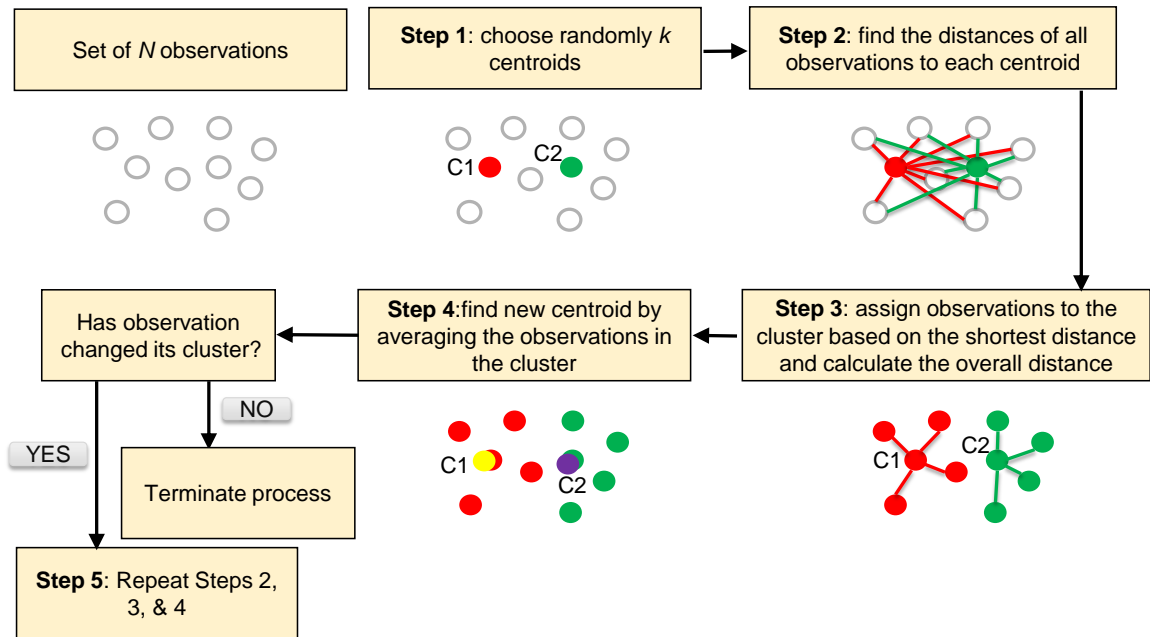 Set of N observations
Step 1: choose randomly k
centroids
Step 2: find the distances of all
observations to each centroid
C1
C2
Has observation
changed its cluster?
Step 4:find new centroid by
averaging the observations in
the cluster
Step 3: assign observations to the
cluster based on the shortest distance
and calculate the overall distance
NO
YES
C1
C2
C1
C2
Terminate process
Step 5: Repeat Steps 2,
3, & 4